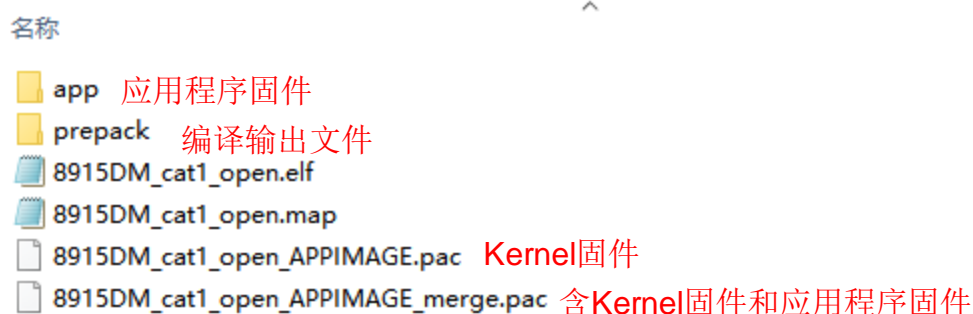 名称
app 应用程序固件
prepack 编译输出文件
8915DM_cat1_open.elf
8915DM_cat1_open.map
8915DM_cat1_open_APPIMAGE.pac Kernel固件
8915DM_cat1_open_APPIMAGE_merge.pac 含Kernel固件和应用程序固件